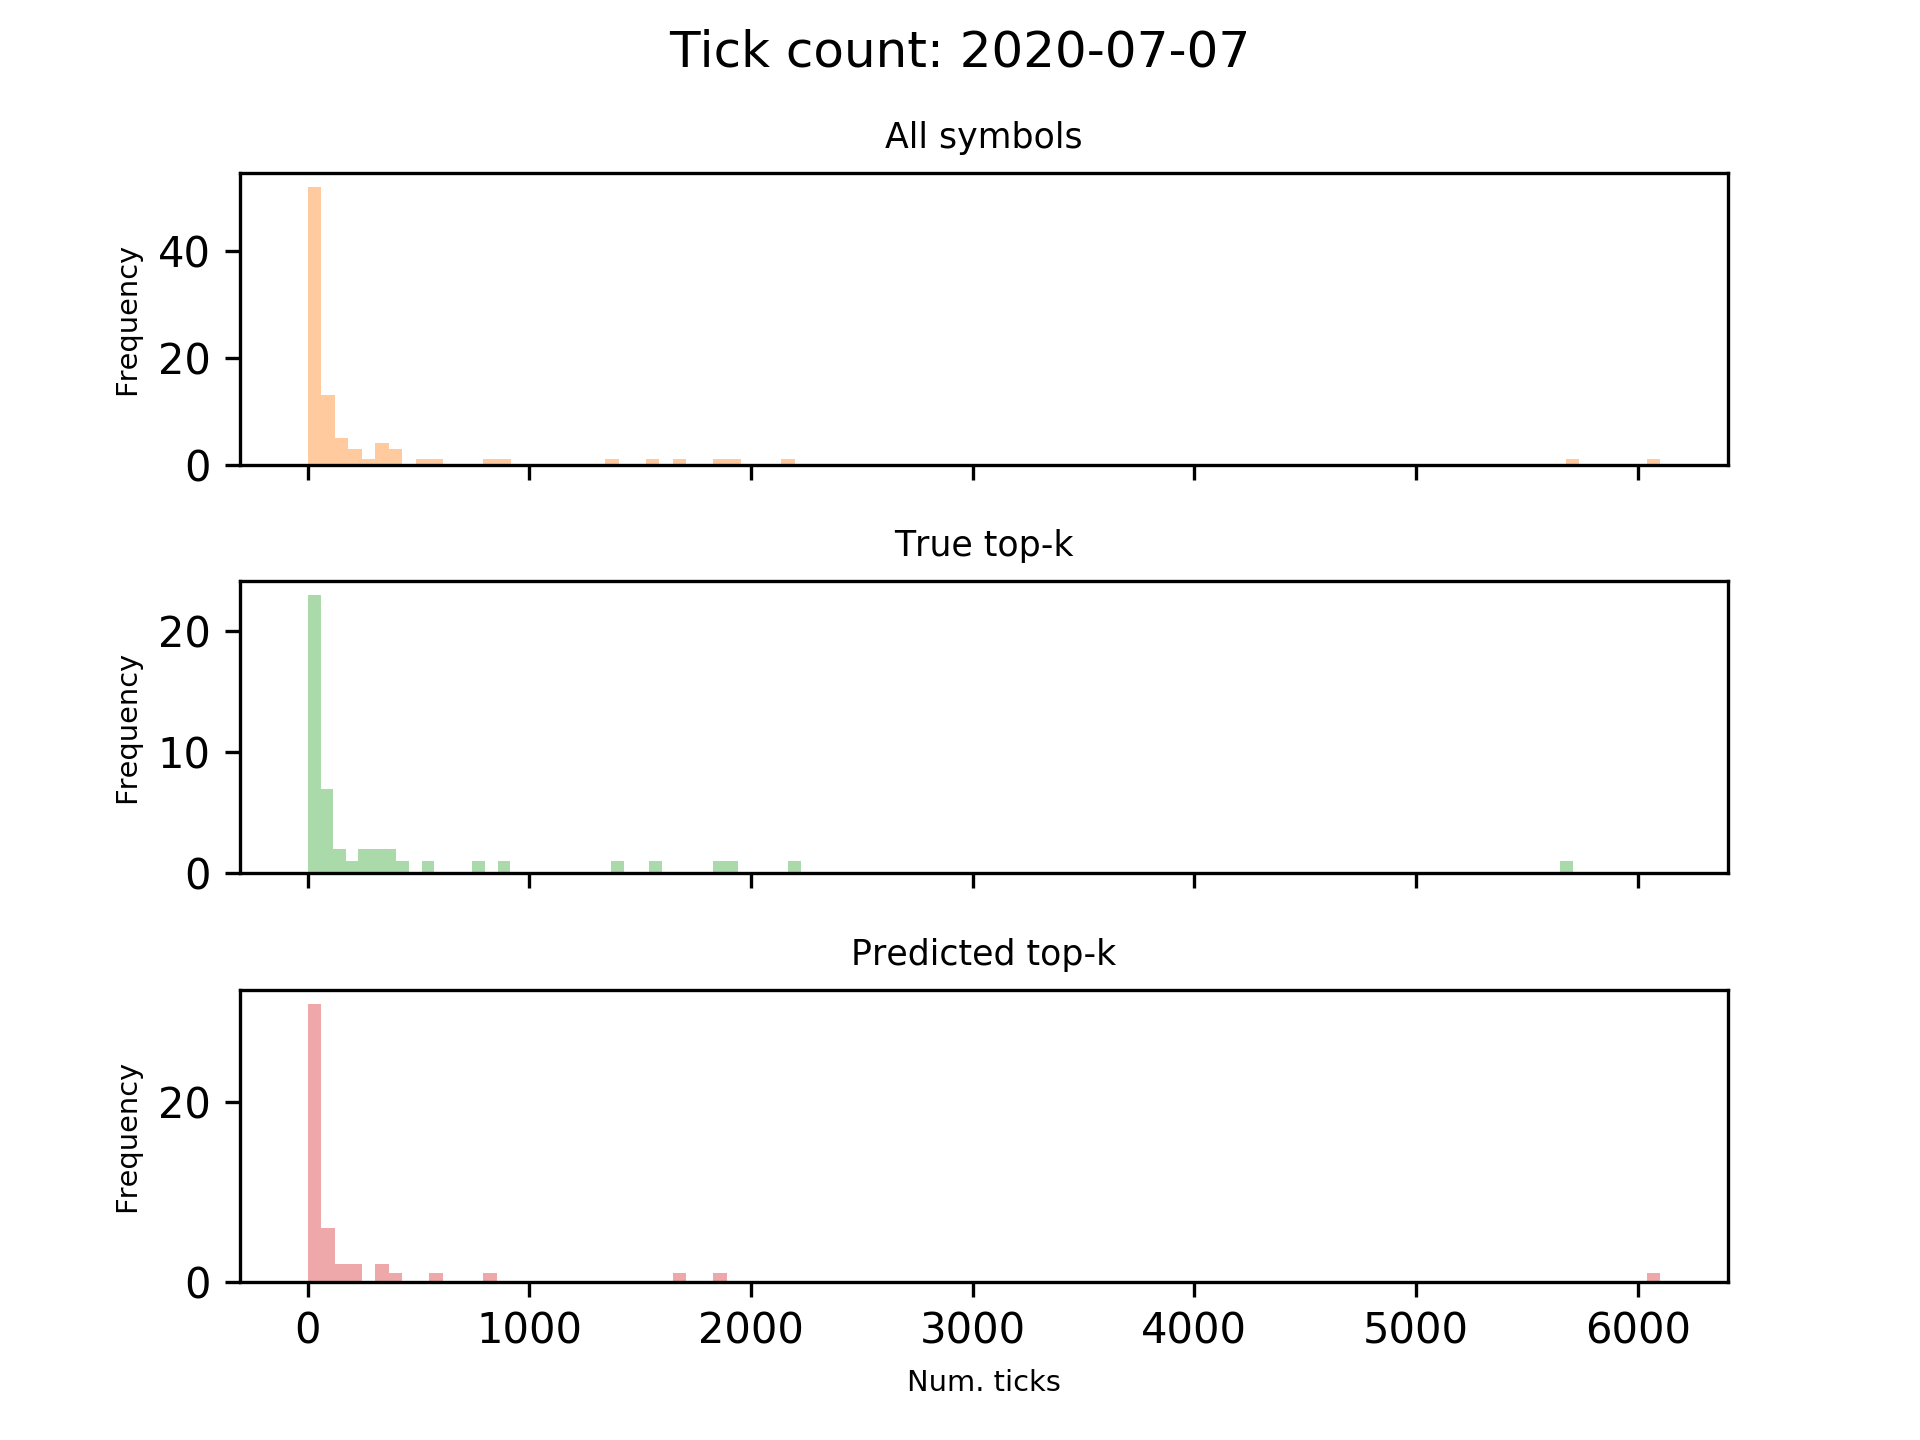 Tick count: 2020-07-07
All symbols
Frequency
40
20
0
True top-k
Frequency
20
10
0
Predicted top-k
Frequency
20
0
0 1000 2000 3000 4000 5000 6000
Num. ticks